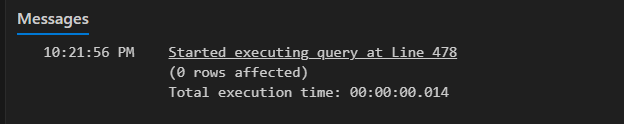 Messages
10:21:56 PM Started executing query at Line 478
(0 rows affected)
Total execution time: 00:00:00.014